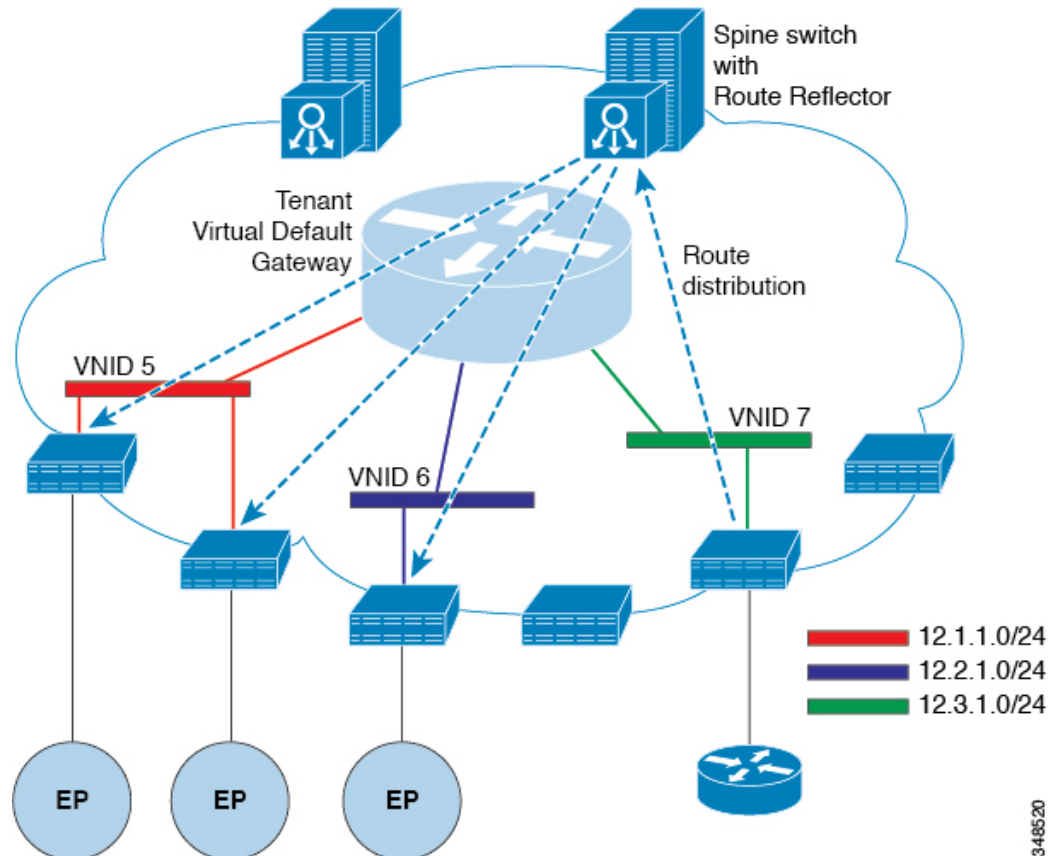 Spine switch
with
Route Reflector
Tenant
Virtual Default
Gateway
Route
distribution
VNID 5
VNID 7
VNID 6
12.1.1.0/24
12.2.1.0/24
12.3.1.0/24
EP
EP
EP
348520